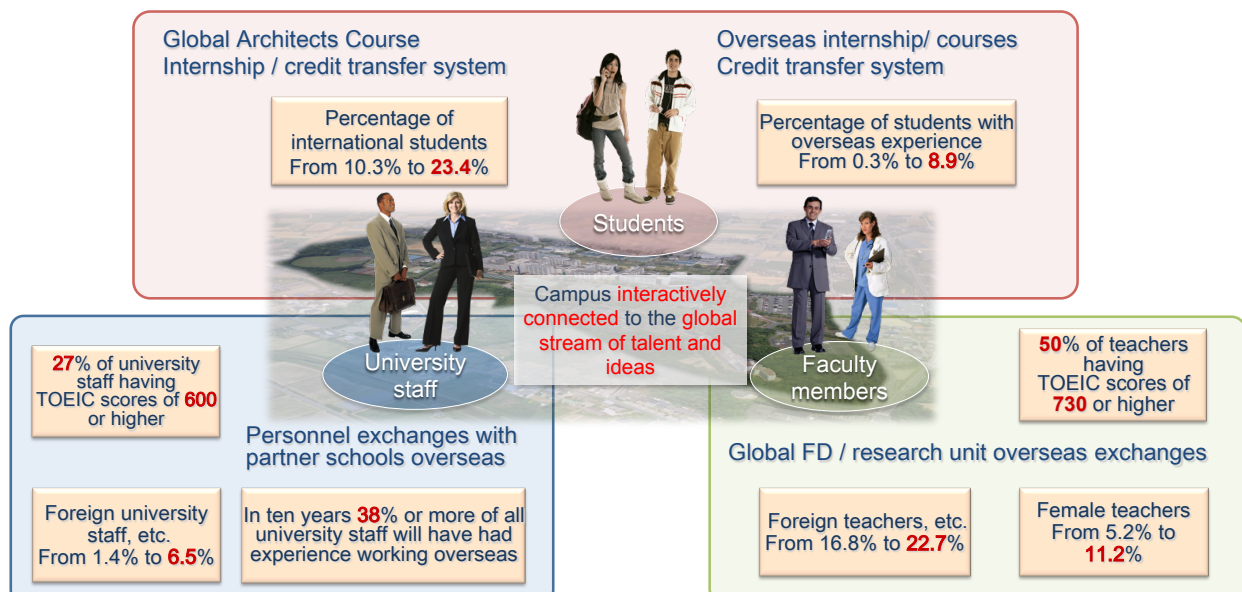 Global Architects Course
Internship / credit transfer system
Overseas internship/ courses
Credit transfer system
Percentage of
international students
From 10.3% to 23.4%
Percentage of students with
overseas experience
From 0.3% to 8.9%
Students
Campus interactively
connected to the global
stream of talent and
ideas
University
staff
Faculty
members
27% of university
staff having
TOEIC scores of 600
or higher
Personnel exchanges with
partner schools overseas
Foreign university
staff, etc.
From 1.4% to 6.5%
In ten years 38% or more of all
university staff will have had
experience working overseas
50% of teachers
having
TOEIC scores of
730 or higher
Global FD / research unit overseas exchanges
Foreign teachers, etc.
From 16.8% to 22.7%
Female teachers
From 5.2% to
11.2%